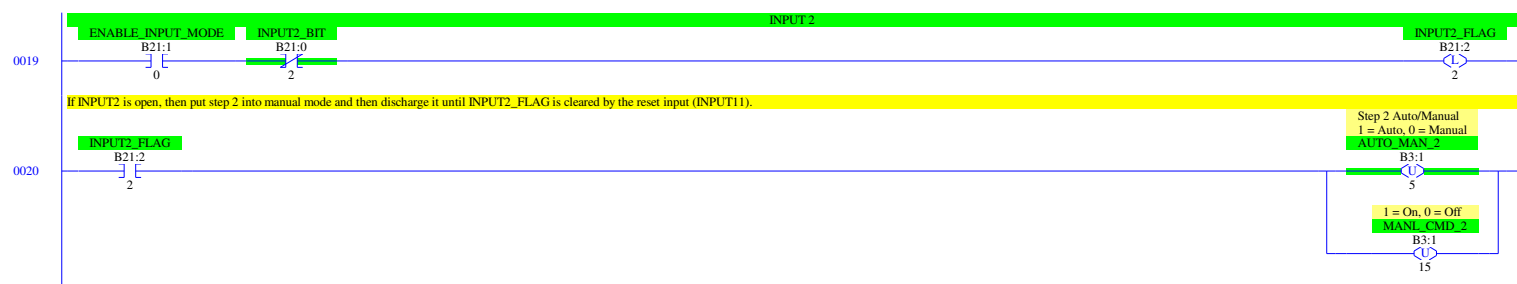 INPUT 2
ENABLE_INPUT_MODE INPUT2_BIT INPUT2_FLAG
B21:1 B21:0 B21:2
0019 L
0 2 2
If INPUT2 is open, then put step 2 into manual mode and then discharge it until INPUT2_FLAG is cleared by the reset input (INPUT11).
Step 2 Auto/Manual
1 = Auto, 0 = Manual
INPUT2_FLAG AUTO_MAN_2
B21:2 B3:1
0020 U
2 5
1 = On, 0 = Off
MANL_CMD_2
B3:1
U
15